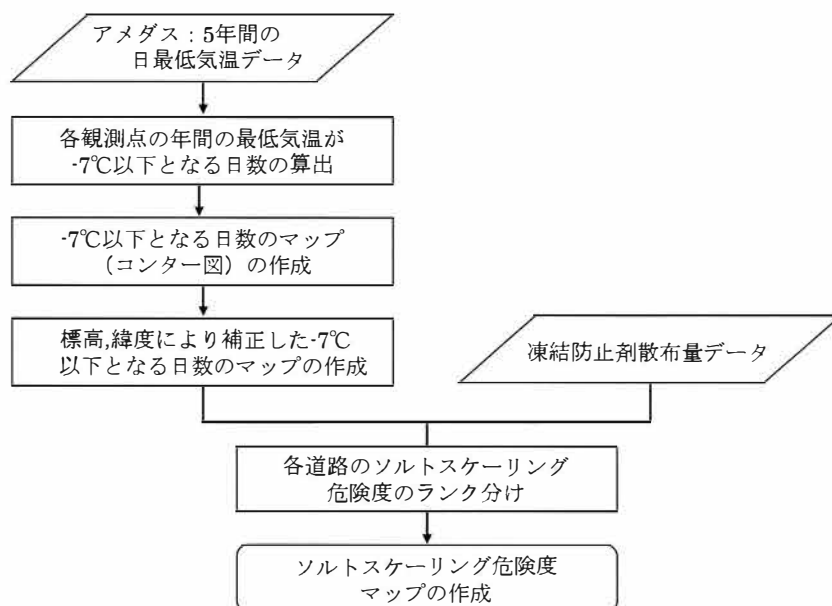 アメダス：5年間の
日最低気温データ
各観測点の年間の最低気温が
-7℃以下となる日数の算出
-7℃以下となる日数のマップ
（コンター図）の作成
標高,緯度により補正した-7℃
以下となる日数のマップの作成
凍結防止剤散布量データ
各道路のソルトスケーリング
危険度のランク分け
ソルトスケーリング危険度
マップの作成